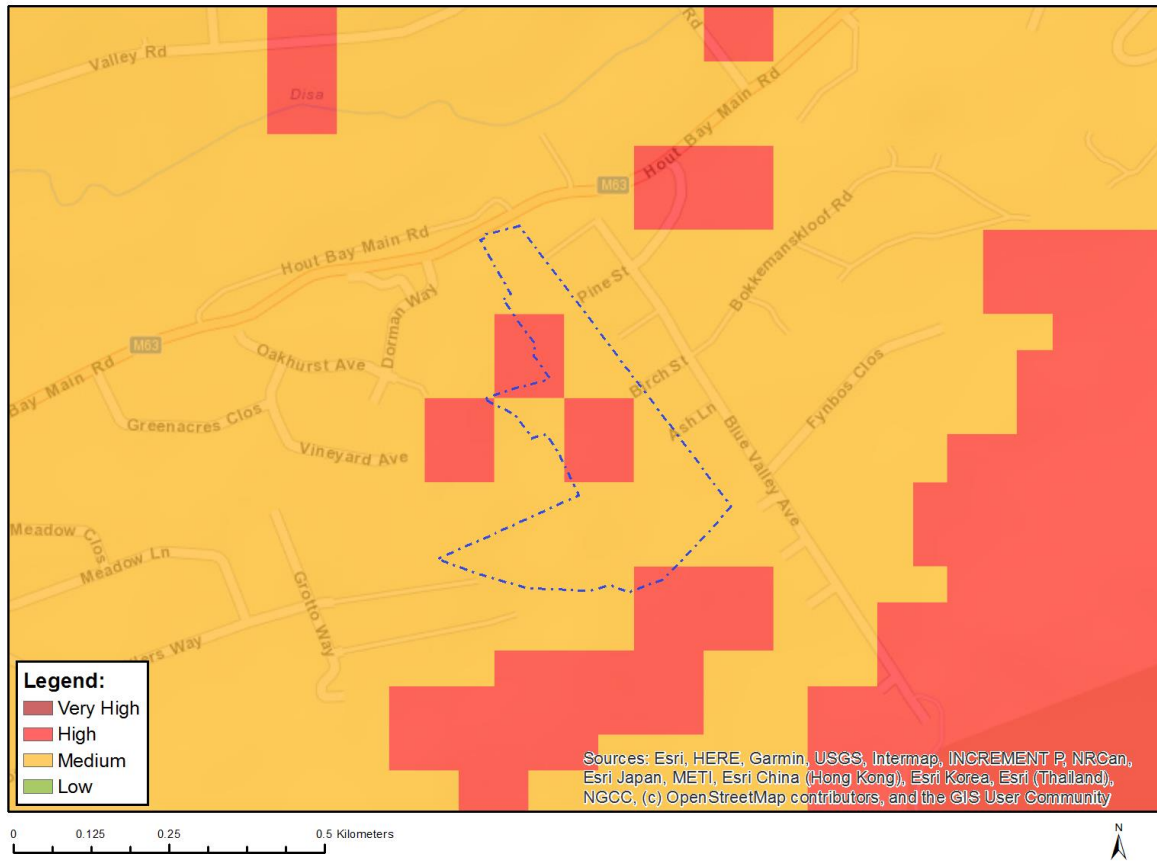 Valley Rd
Disa
Rd
Hout Bay Main Rd
M63
Hout Bay Main Rd
Bokkemanskloof Rd
Pine St
Dorman Way
M63
Oakhurst Ave
Bay Main Rd
Birch St
Fynbos Clos
Greenacres Clos
Ash Ln
Vineyard Ave
Blue Valley Ave
Meadow Clos
Meadow Ln
Grotto Way
lers Way
Legend:
Very High
High
Medium
Low
Sources: Esri, HERE, Garmin, USGS, Intermap, INCREMENT P, NRCan,
Esri Japan, METI, Esri China (Hong Kong), Esri Korea, Esri (Thailand),
NGCC, (c) OpenStreetMap contributors, and the GIS User Community
0 0.125 0.25 0.5 Kilometers
N